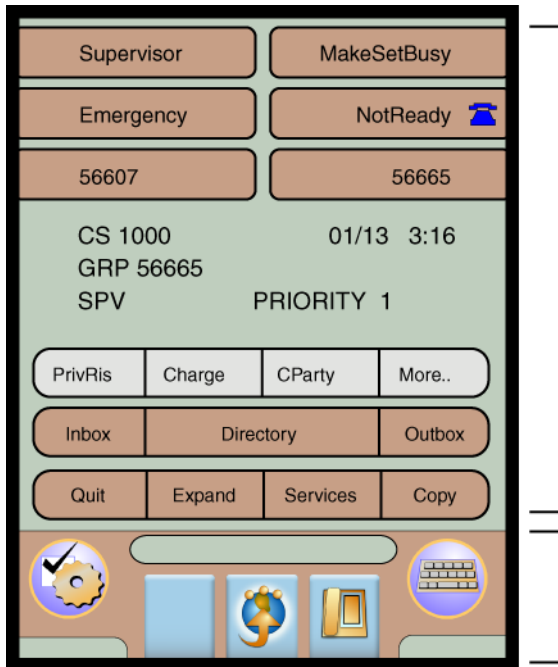 Supervisor MakeSetBusy
Emergency NotReady
56607 56665
CS 1000 01/13 3:16
GRP 56665
SPV PRIORITY 1
PrivRls Charge CParty More..
Inbox Directory Outbox
Quit Expand Services Copy